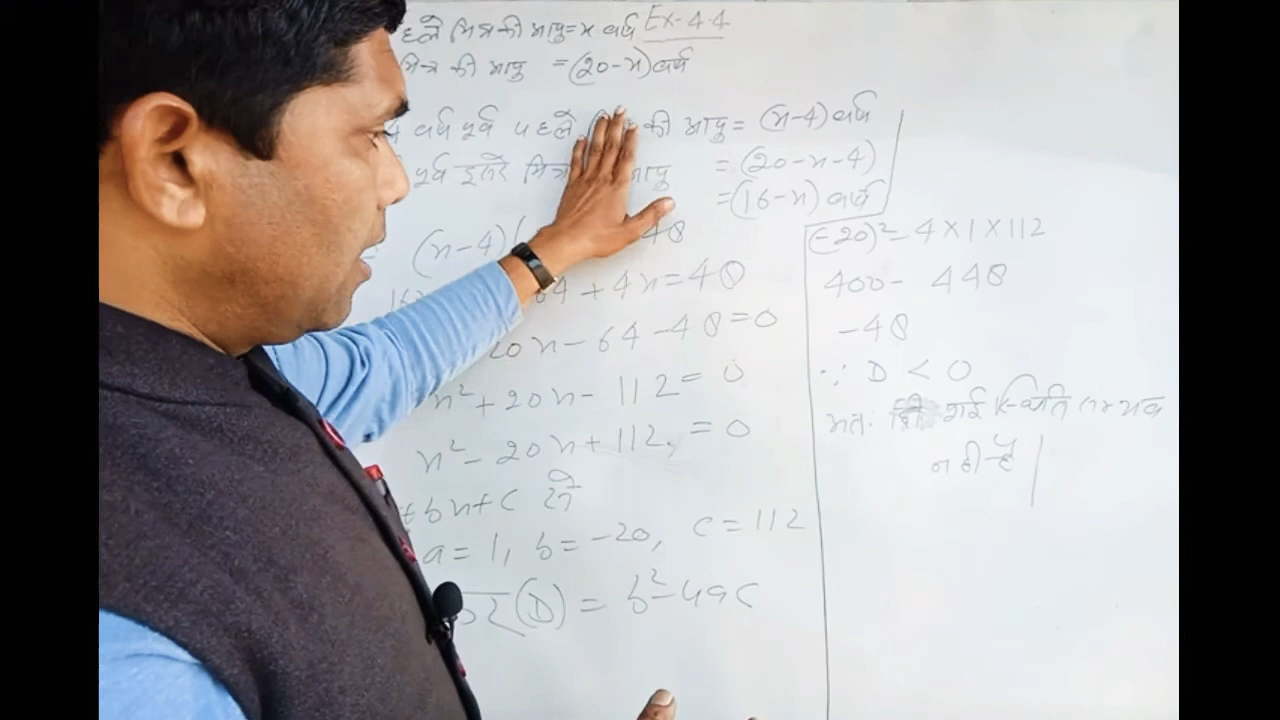 हले मित्र की आयु = x वर्ष Ex-4.4
मित्र की आयु = (20-x) वर्ष
4 वर्ष पूर्व पहले की आयु = (x-4) वर्ष
पूर्व दूसरे मित्र आयु = (20-x-4)
= (16-x) वर्ष
(x-4)( 48
16 64 + 4x = 48
20x - 64 - 48 = 0
x² + 20x - 112 = 0
x² - 20x + 112 = 0
+ bx + c से
a = 1, b = -20, c = 112
(D) = b² - 4ac
(-20)² - 4 x 1 x 112
400 - 448
-48
∵ D < 0
अतः दी गई स्थिति सम्भव
नहीं है